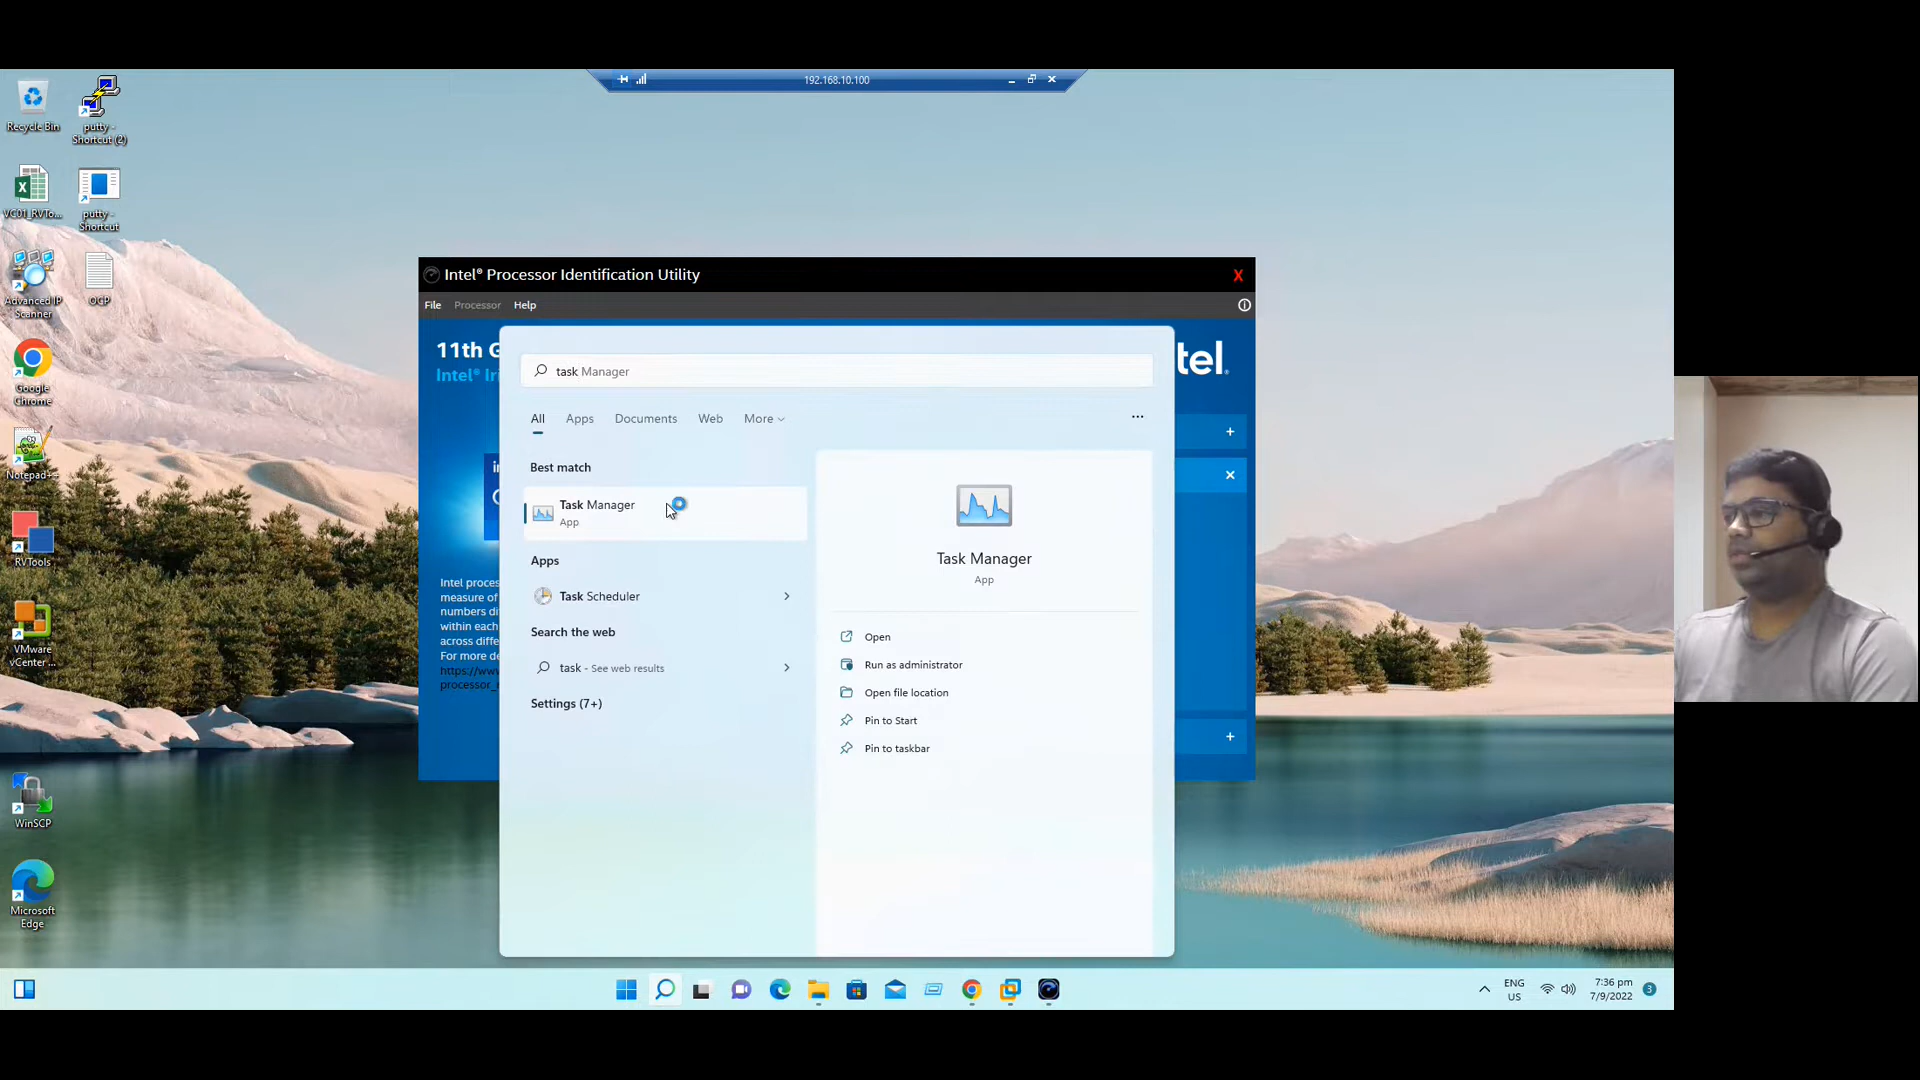 192.168.10.100
Recycle Bin
putty -
Shortcut (2)
VC01_RVTo...
putty -
Shortcut
Advanced IP
Scanner
OCP
Google
Chrome
Notepad++
RVTools
VMware
vCenter ...
WinSCP
Microsoft
Edge
Intel® Processor Identification Utility
X
File Processor Help
11th G
Intel® Iri
tel.
Intel proces
measure of
numbers di
within each
across diffe
For more de
https://www
processor_
task Manager
All Apps Documents Web More
Best match
Task Manager
App
Apps
Task Scheduler
Search the web
task - See web results
Settings (7+)
Task Manager
App
Open
Run as administrator
Open file location
Pin to Start
Pin to taskbar
ENG
US
7:36 pm
7/9/2022
3